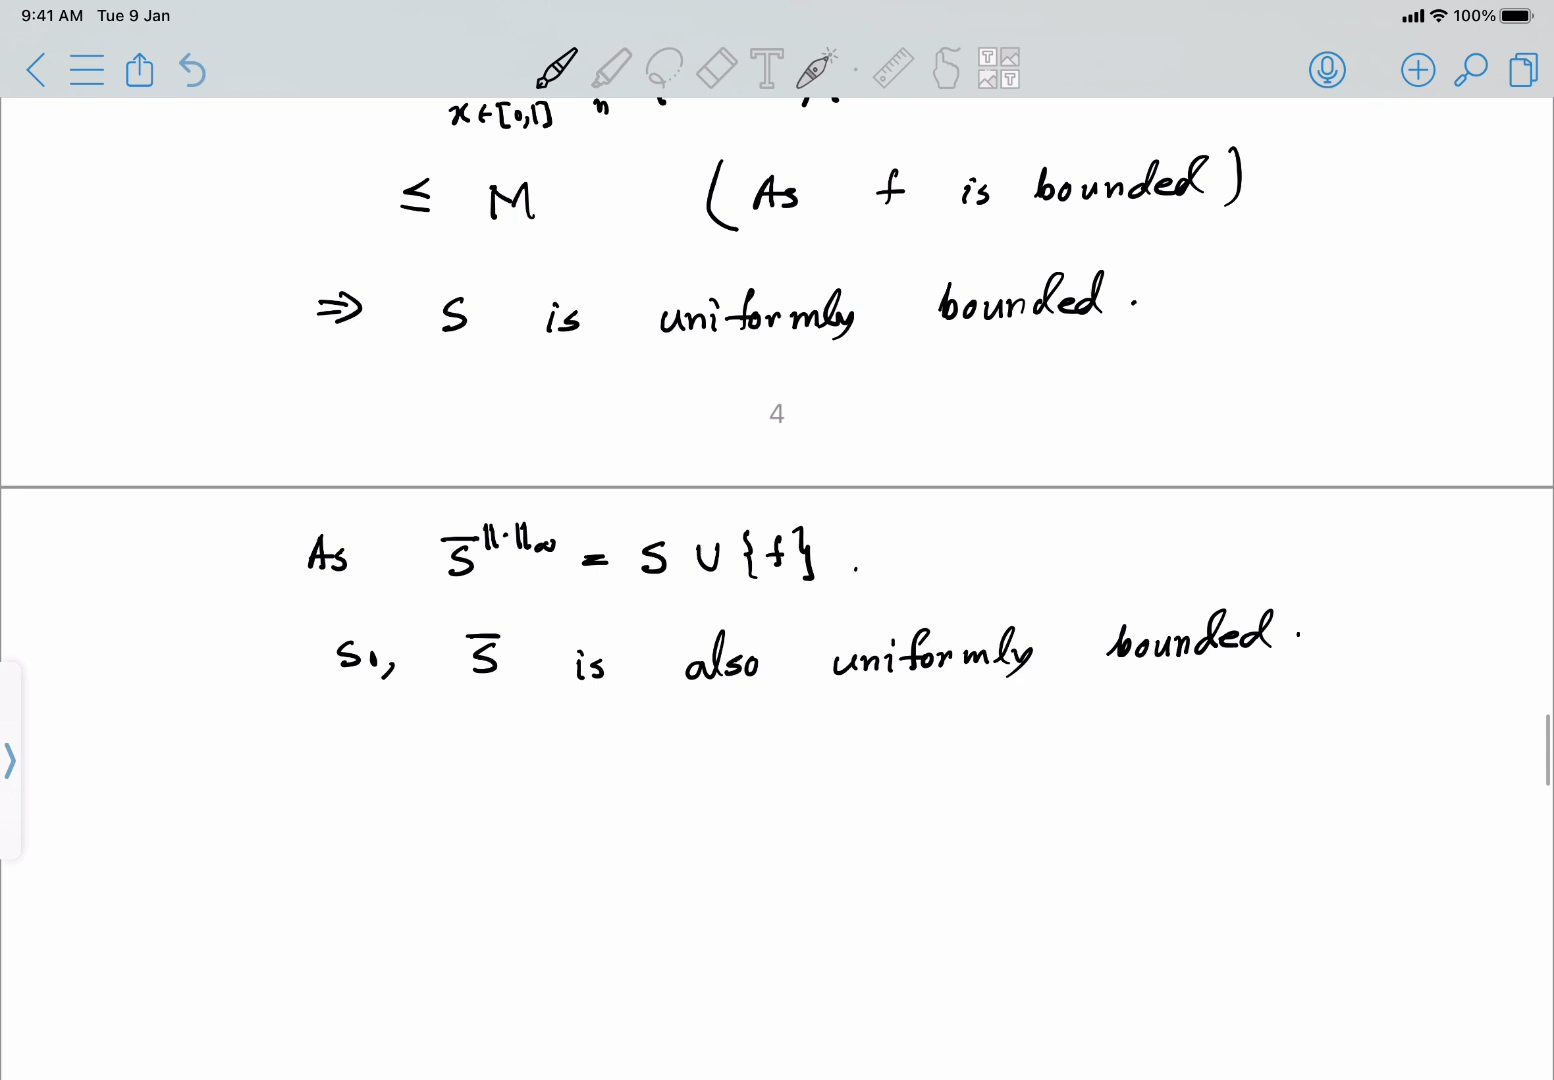 9:41 AM Tue 9 Jan 100%
x ∈ [0,1] n
≤ M (As f is bounded)
⇒ S is uniformly bounded.
4
As S̅^{||·||_∞} = S ∪ {f}.
So, S̅ is also uniformly bounded.